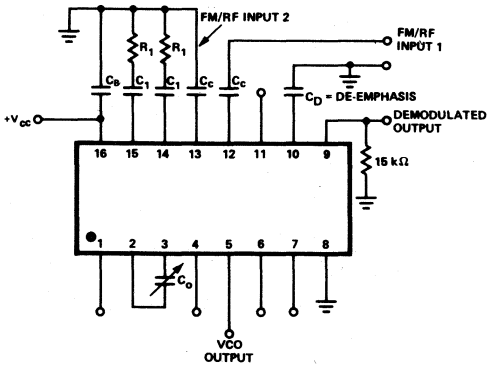 FM/RF INPUT 2
FM/RF
INPUT 1
R1
R1
CB
C1
C1
Cc
Cc
CD = DE-EMPHASIS
+Vcc
DEMODULATED
OUTPUT
16
15
14
13
12
11
10
9
15 kΩ
1
2
3
4
5
6
7
8
Co
VCO
OUTPUT